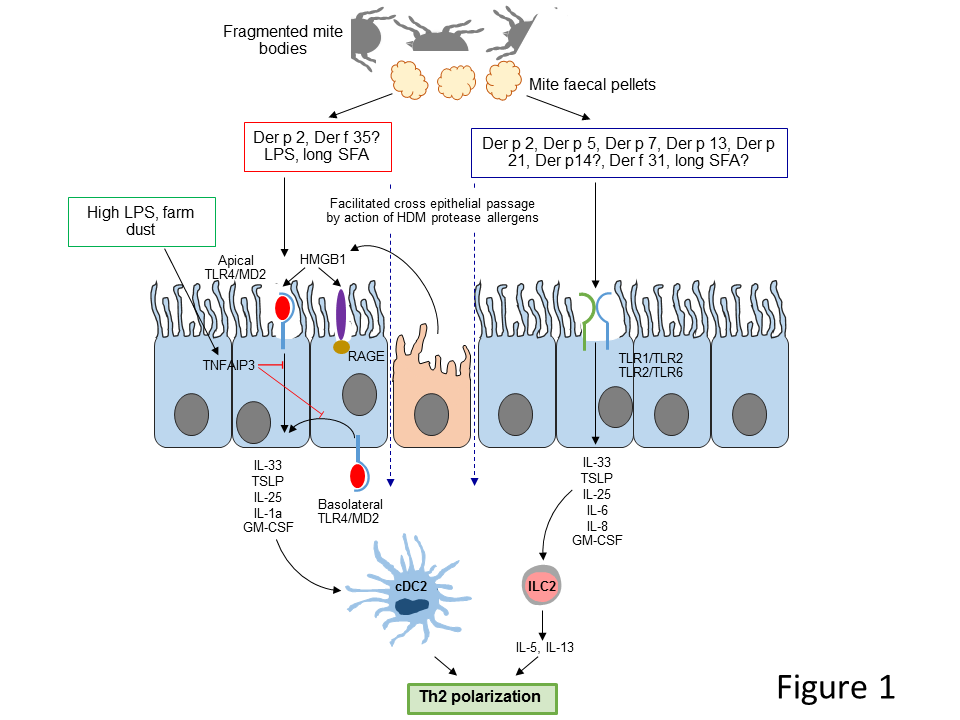 Fragmented mite
bodies
Mite faecal pellets
Der p 2, Der f 35?
LPS, long SFA
Der p 2, Der p 5, Der p 7, Der p 13, Der p
21, Der p14?, Der f 31, long SFA?
High LPS, farm
dust
Facilitated cross epithelial passage
by action of HDM protease allergens
Apical
TLR4/MD2
HMGB1
RAGE
TNFAIP3
TLR1/TLR2
TLR2/TLR6
IL-33
TSLP
IL-25
IL-1a
GM-CSF
Basolateral
TLR4/MD2
IL-33
TSLP
IL-25
IL-6
IL-8
GM-CSF
cDC2
ILC2
IL-5, IL-13
Th2 polarization
Figure 1